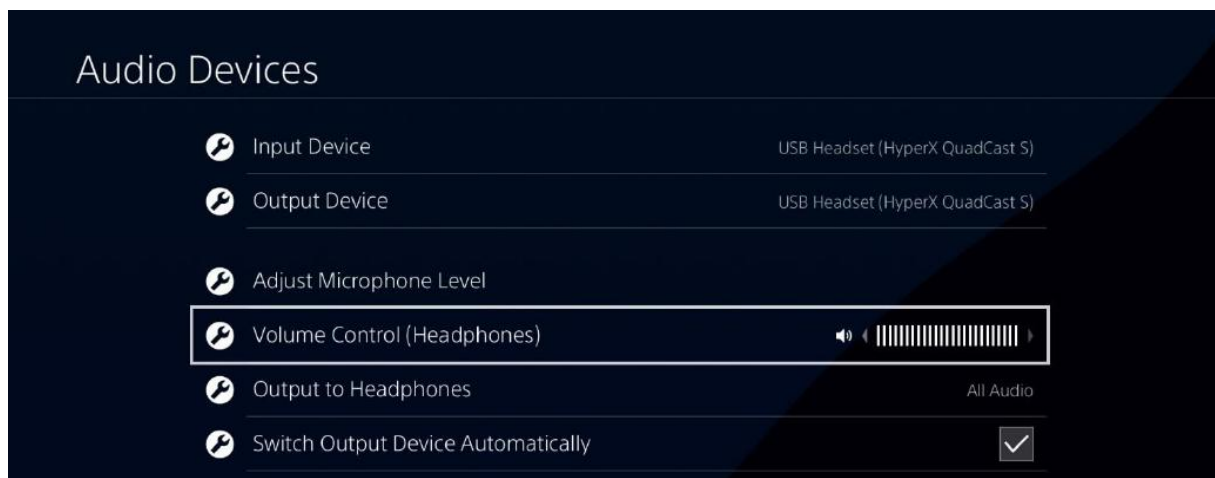 Audio Devices
Input Device USB Headset (HyperX QuadCast S)
Output Device USB Headset (HyperX QuadCast S)
Adjust Microphone Level
Volume Control (Headphones)
Output to Headphones All Audio
Switch Output Device Automatically